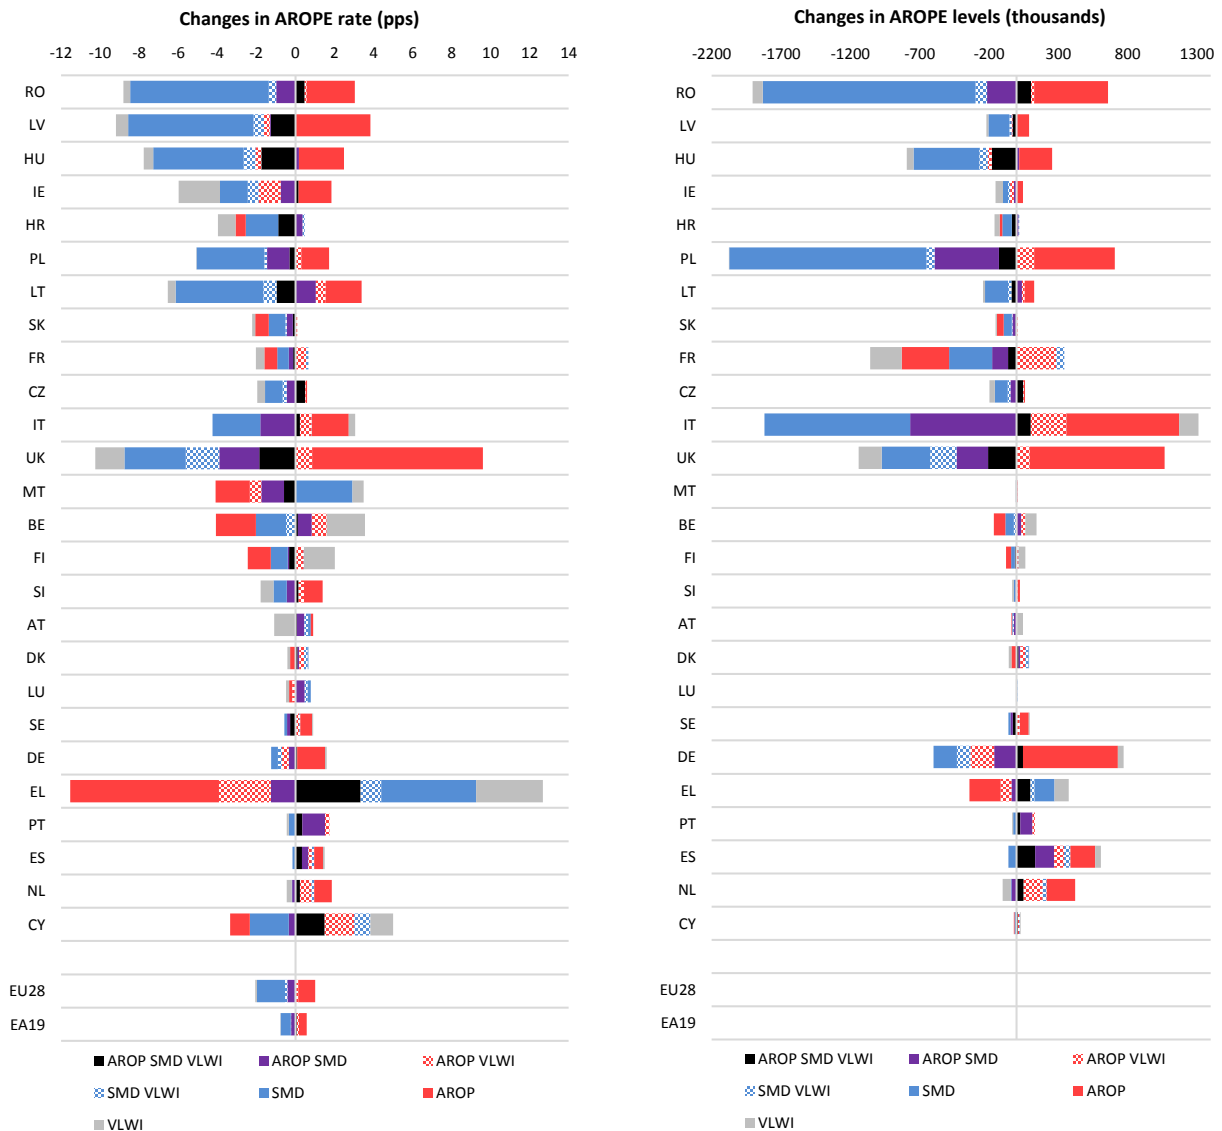 Changes in AROPE rate (pps)
-12 -10 -8 -6 -4 -2 0 2 4 6 8 10 12 14
RO
LV
HU
IE
HR
PL
LT
SK
FR
CZ
IT
UK
MT
BE
FI
SI
AT
DK
LU
SE
DE
EL
PT
ES
NL
CY
EU28
EA19
AROP SMD VLWI AROP SMD AROP VLWI
SMD VLWI SMD AROP
VLWI
Changes in AROPE levels (thousands)
-2200 -1700 -1200 -700 -200 300 800 1300
RO
LV
HU
IE
HR
PL
LT
SK
FR
CZ
IT
UK
MT
BE
FI
SI
AT
DK
LU
SE
DE
EL
PT
ES
NL
CY
EU28
EA19
AROP SMD VLWI AROP SMD AROP VLWI
SMD VLWI SMD AROP
VLWI